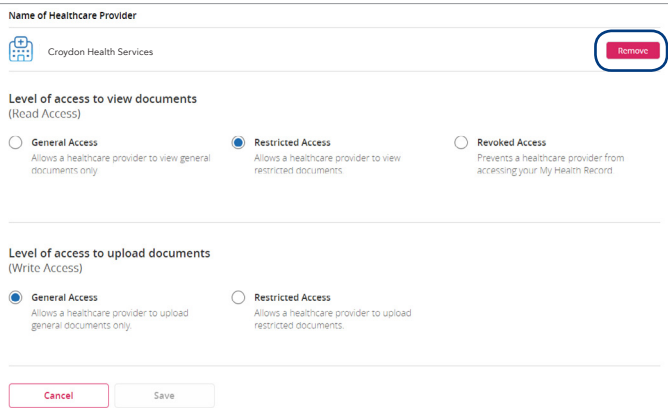 Name of Healthcare Provider
Croydon Health Services
Remove
Level of access to view documents
(Read Access)
General Access
Allows a healthcare provider to view general
documents only
Restricted Access
Allows a healthcare provider to view
restricted documents.
Revoked Access
Prevents a healthcare provider from
accessing your My Health Record
Level of access to upload documents
(Write Access)
General Access
Allows a healthcare provider to upload
general documents only.
Restricted Access
Allows a healthcare provider to upload
restricted documents.
Cancel
Save